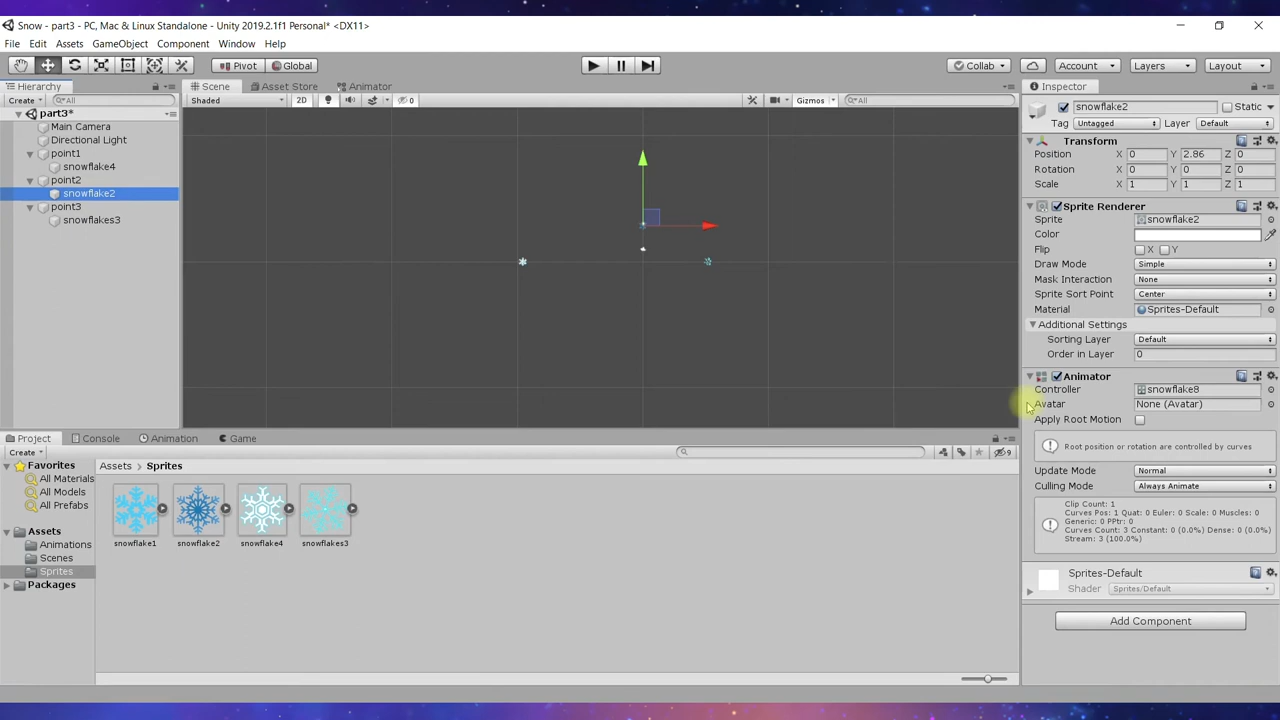 Snow - part3 - PC, Mac & Linux Standalone - Unity 2019.2.1f1 Personal* <DX11>
File Edit Assets GameObject Component Window Help
Pivot Global Collab Account Layers Layout
Hierarchy
Create All
part3*
Main Camera
Directional Light
point1
snowflake4
point2
snowflake2
point3
snowflakes3
Scene Asset Store Animator
Shaded 2D 0 Gizmos All
Inspector
snowflake2 Static
Tag Untagged Layer Default
Transform
Position X 0 Y 2.86 Z 0
Rotation X 0 Y 0 Z 0
Scale X 1 Y 1 Z 1
Sprite Renderer
Sprite snowflake2
Color
Flip X Y
Draw Mode Simple
Mask Interaction None
Sprite Sort Point Center
Material Sprites-Default
Additional Settings
Sorting Layer Default
Order in Layer 0
Animator
Controller snowflake8
Avatar None (Avatar)
Apply Root Motion
Root position or rotation are controlled by curves
Update Mode Normal
Culling Mode Always Animate
Clip Count: 1
Curves Pos: 1 Quat: 0 Euler: 0 Scale: 0 Muscles: 0
Generic: 0 PPtr: 0
Curves Count: 3 Constant: 0 (0.0%) Dense: 0 (0.0%)
Stream: 3 (100.0%)
Sprites-Default
Shader Sprites/Default
Add Component
Project Console Animation Game
Create 9
Favorites
All Materials
All Models
All Prefabs
Assets
Animations
Scenes
Sprites
Packages
Assets Sprites
snowflake1 snowflake2 snowflake4 snowflakes3